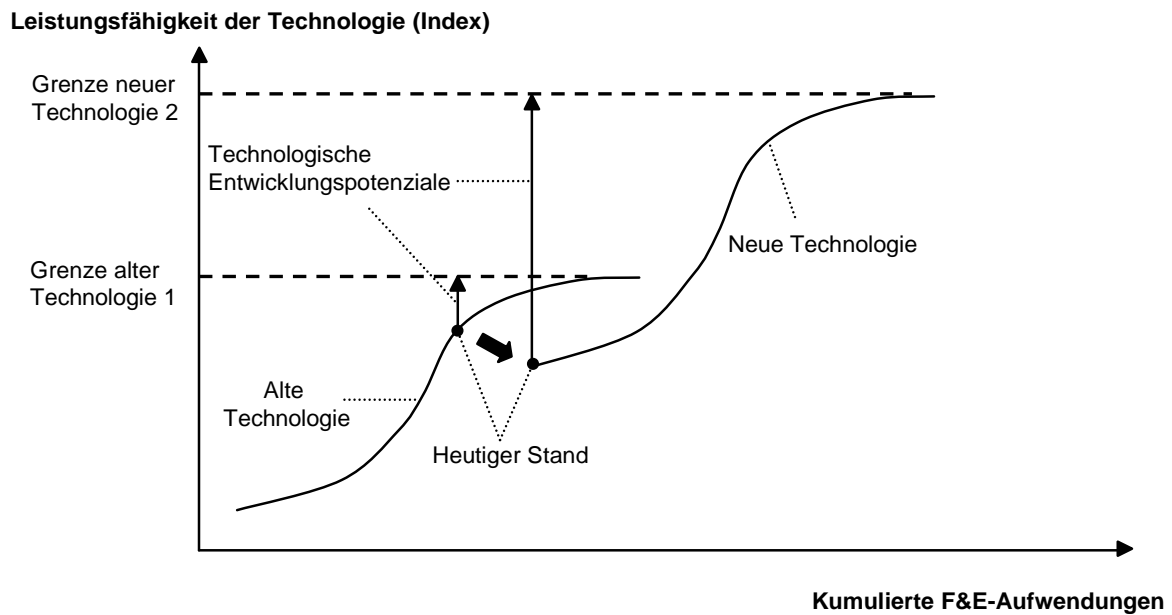 Leistungsfähigkeit der Technologie (Index)
Grenze neuer
Technologie 2
Technologische
Entwicklungspotenziale
Neue Technologie
Grenze alter
Technologie 1
Alte
Technologie
Heutiger Stand
Kumulierte F&E-Aufwendungen